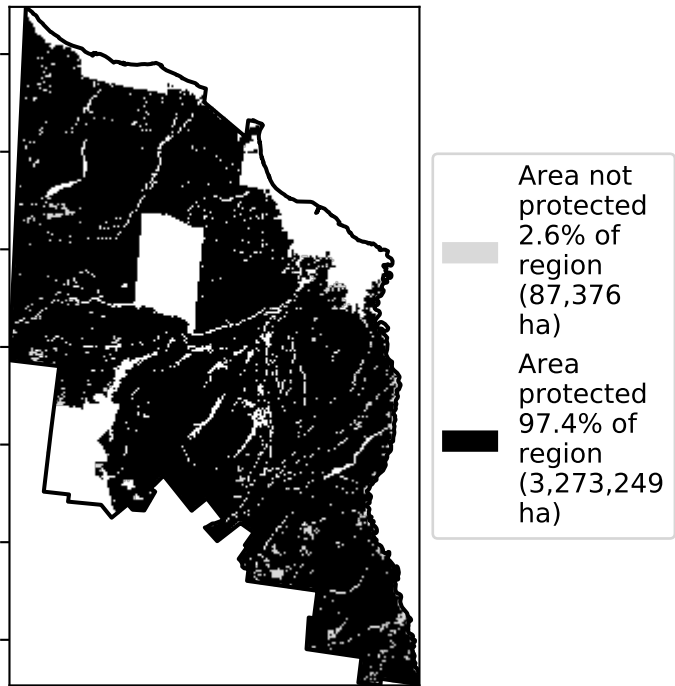 Area not
protected
2.6% of
region
(87,376
ha)
Area
protected
97.4% of
region
(3,273,249
ha)